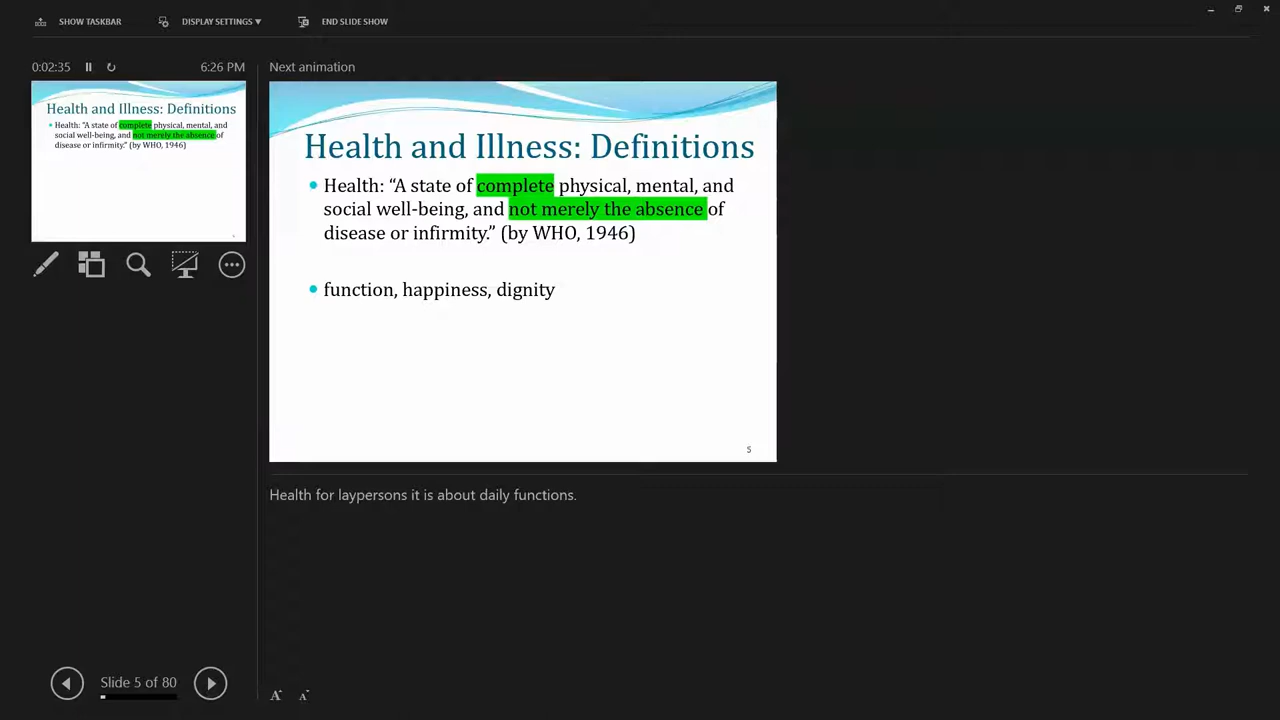 SHOW TASKBAR
DISPLAY SETTINGS ▼
END SLIDE SHOW
0:02:35
6:26 PM
Health and Illness: Definitions
• Health: “A state of complete physical, mental, and
social well-being, and not merely the absence of
disease or infirmity.” (by WHO, 1946)
Next animation
Health and Illness: Definitions
• Health: “A state of complete physical, mental, and
social well-being, and not merely the absence of
disease or infirmity.” (by WHO, 1946)
• function, happiness, dignity
5
Health for laypersons it is about daily functions.
Slide 5 of 80
A A